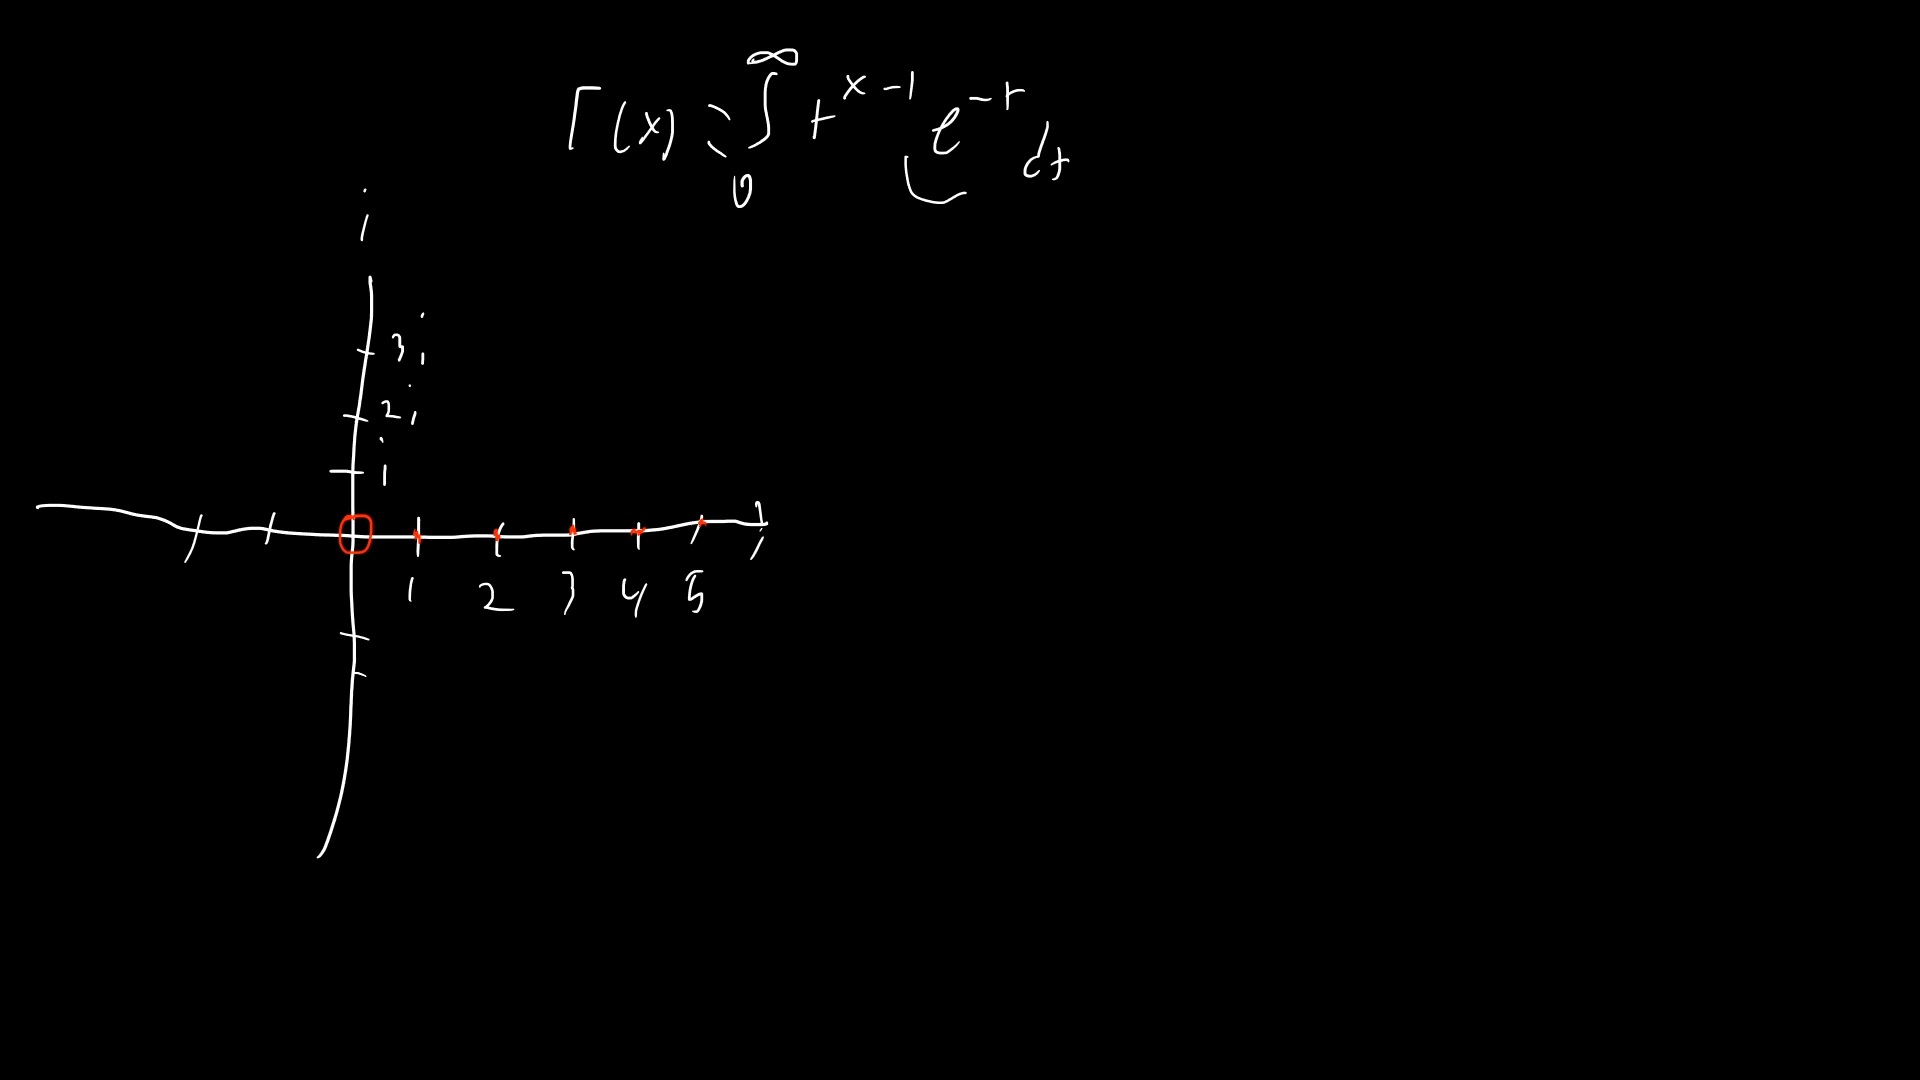 Γ(x) = ∫₀^∞ t^(x-1) e^(-t) dt
i
3i
2i
i
1 2 3 4 5